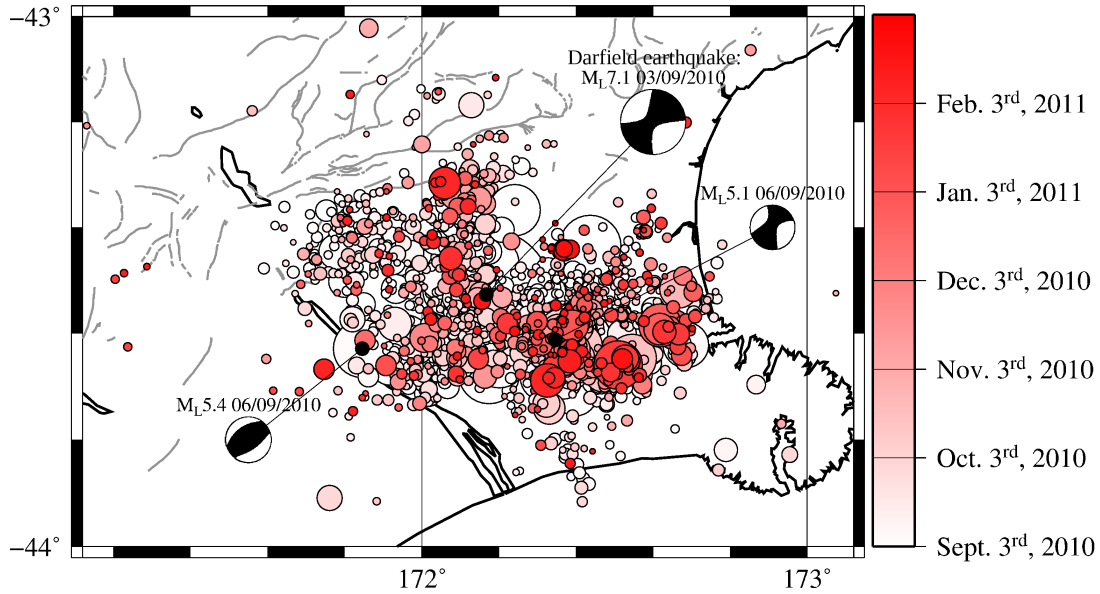 −43°
Darfield earthquake:
ML7.1 03/09/2010
ML5.1 06/09/2010
ML5.4 06/09/2010
−44°
172°
173°
Feb. 3rd, 2011
Jan. 3rd, 2011
Dec. 3rd, 2010
Nov. 3rd, 2010
Oct. 3rd, 2010
Sept. 3rd, 2010